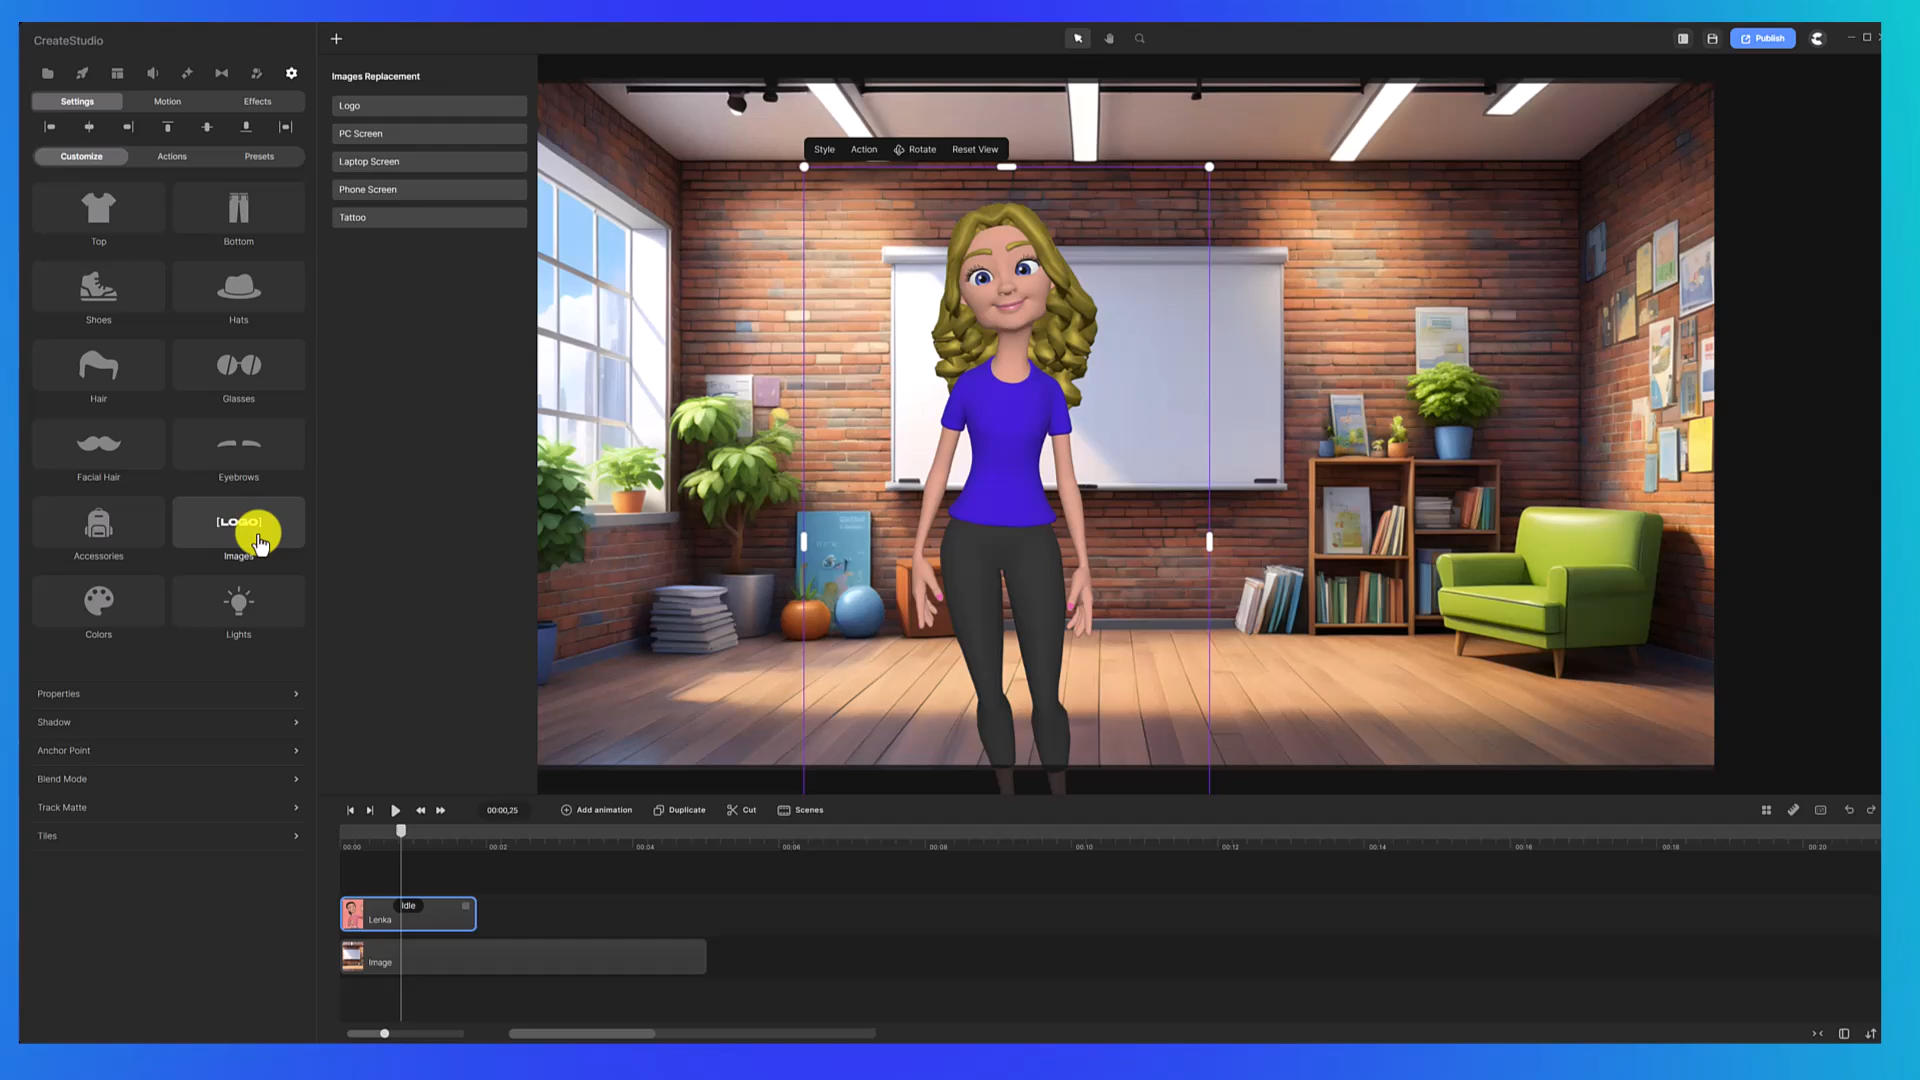 CreateStudio
Publish
Settings
Motion
Effects
Customize
Actions
Presets
Top
Bottom
Shoes
Hats
Hair
Glasses
Facial Hair
Eyebrows
Accessories
[LOGO]
Images
Colors
Lights
Properties
Shadow
Anchor Point
Blend Mode
Track Matte
Tiles
Images Replacement
Logo
PC Screen
Laptop Screen
Phone Screen
Tattoo
Style
Action
Rotate
Reset View
00:00,25
Add animation
Duplicate
Cut
Scenes
00:00
00:02
00:04
00:06
00:08
00:10
00:12
00:14
00:16
00:18
00:20
Idle
Lenka
Image